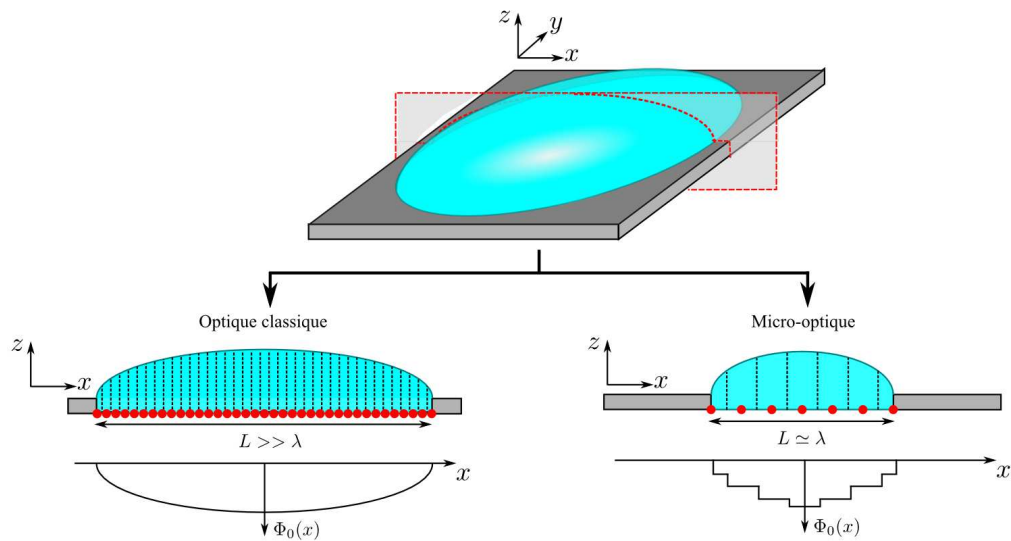 z
y
x
Optique classique
Micro-optique
z
x
z
x
L >> λ
L ≃ λ
x
x
Φ₀(x)
Φ₀(x)